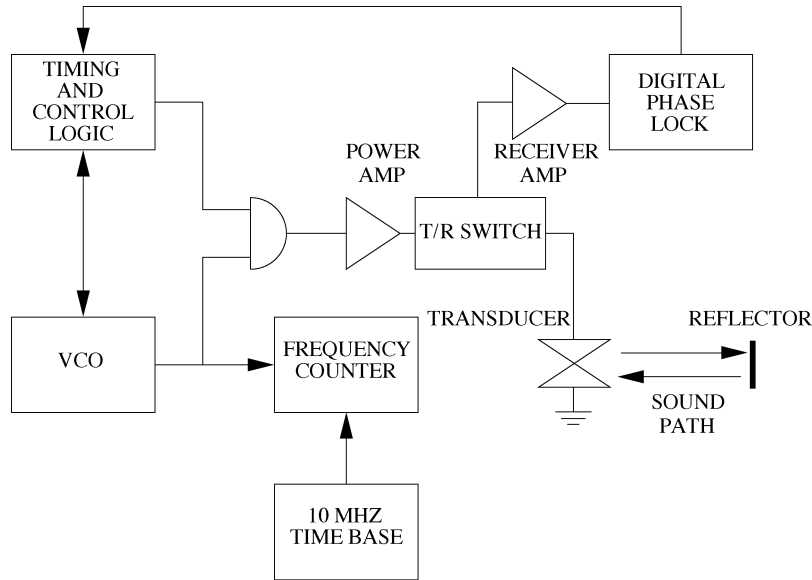 TIMING
AND
CONTROL
LOGIC
DIGITAL
PHASE
LOCK
POWER
AMP
RECEIVER
AMP
T/R SWITCH
VCO
FREQUENCY
COUNTER
TRANSDUCER
REFLECTOR
SOUND
PATH
10 MHZ
TIME BASE